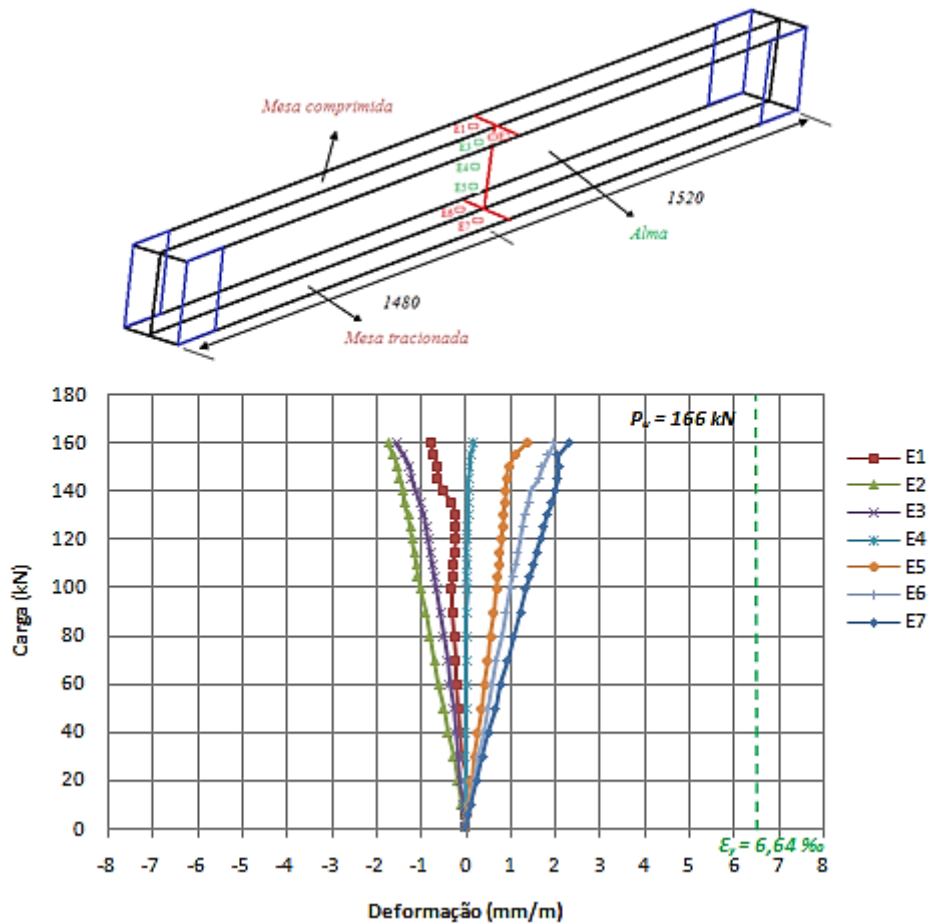 Mesa comprimida
E1
E2
E3
E4
E5
E6
E7
1520
Alma
1480
Mesa tracionada
180
160
140
120
100
80
60
40
20
0
Carga (kN)
Pu = 166 kN
εy = 6,64 ‰
-8 -7 -6 -5 -4 -3 -2 -1 0 1 2 3 4 5 6 7 8
Deformação (mm/m)
E1
E2
E3
E4
E5
E6
E7